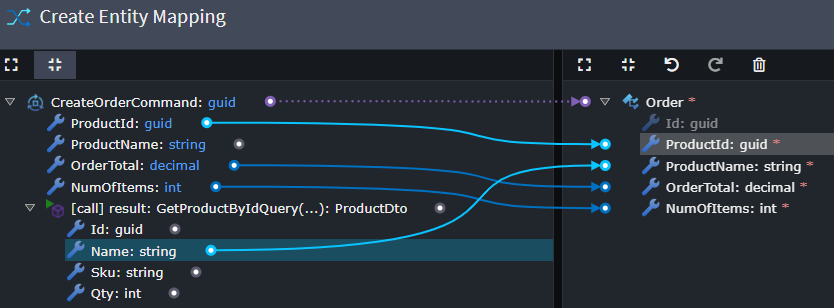 Create Entity Mapping
CreateOrderCommand: guid
ProductId: guid
ProductName: string
OrderTotal: decimal
NumOfItems: int
[call] result: GetProductByIdQuery(...): ProductDto
Id: guid
Name: string
Sku: string
Qty: int
Order *
Id: guid
ProductId: guid *
ProductName: string *
OrderTotal: decimal *
NumOfItems: int *